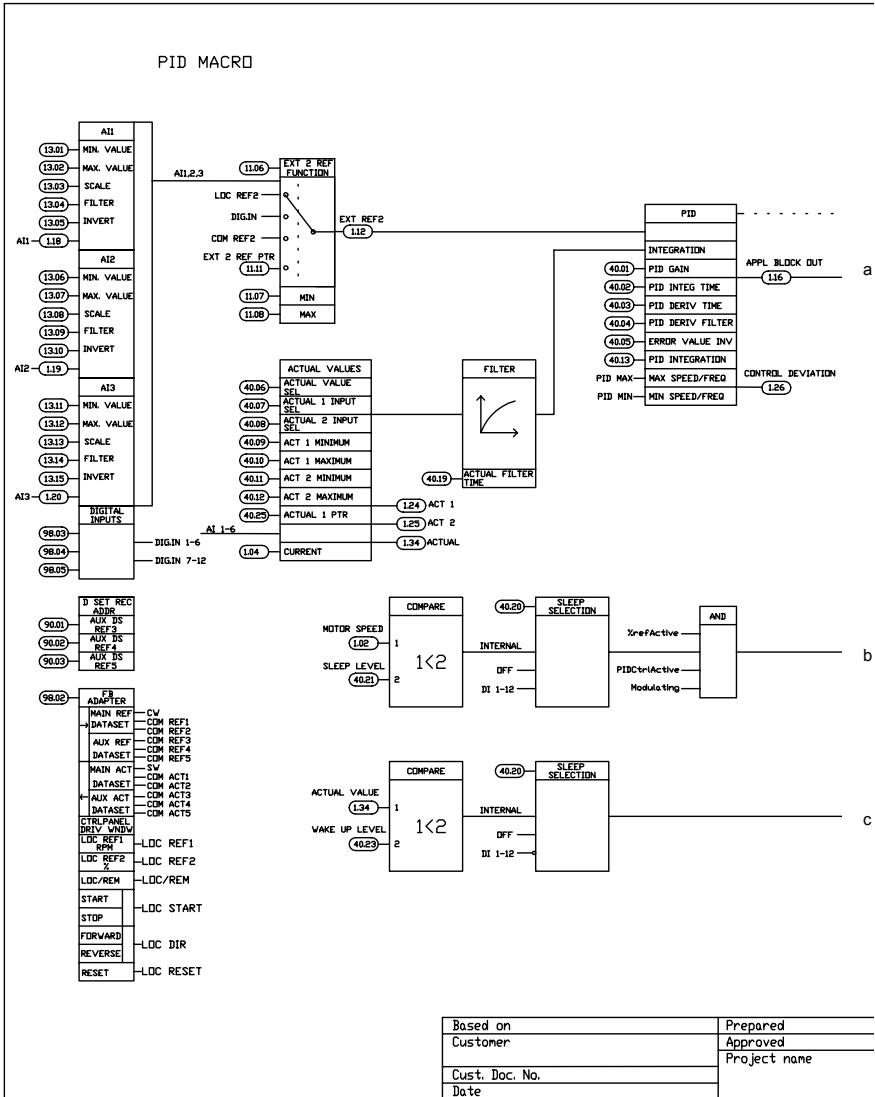 PID MACRO
AI1
13.01 MIN. VALUE
13.02 MAX. VALUE
13.03 SCALE
13.04 FILTER
13.05 INVERT
AI1 1.18
AI2
13.06 MIN. VALUE
13.07 MAX. VALUE
13.08 SCALE
13.09 FILTER
13.10 INVERT
AI2 1.19
AI3
13.11 MIN. VALUE
13.12 MAX. VALUE
13.13 SCALE
13.14 FILTER
13.15 INVERT
AI3 1.20
DIGITAL
INPUTS
98.03
98.04
98.05
DIG.IN 1-6
DIG.IN 7-12
AI1,2,3
11.06 EXT 2 REF
FUNCTION
LOC REF2
DIG.IN
COM REF2
EXT 2 REF PTR
11.11
11.07 MIN
11.08 MAX
EXT REF2
1.12
ACTUAL VALUES
40.06 ACTUAL VALUE
SEL
40.07 ACTUAL 1 INPUT
SEL
40.08 ACTUAL 2 INPUT
SEL
40.09 ACT 1 MINIMUM
40.10 ACT 1 MAXIMUM
40.11 ACT 2 MINIMUM
40.12 ACT 2 MAXIMUM
40.25 ACTUAL 1 PTR
AI 1-6
1.04 CURRENT
1.24 ACT 1
1.25 ACT 2
1.34 ACTUAL
FILTER
40.19 ACTUAL FILTER
TIME
PID
INTEGRATION
40.01 PID GAIN
40.02 PID INTEG TIME
40.03 PID DERIV TIME
40.04 PID DERIV FILTER
40.05 ERROR VALUE INV
40.13 PID INTEGRATION
PID MAX MAX SPEED/FREQ
PID MIN MIN SPEED/FREQ
APPL BLOCK OUT
1.16
CONTROL DEVIATION
1.26
a
D SET REC
ADDR
90.01 AUX DS
REF3
90.02 AUX DS
REF4
90.03 AUX DS
REF5
COMPARE
MOTOR SPEED
1.02 1
SLEEP LEVEL
40.21 2
1<2
40.20 SLEEP
SELECTION
INTERNAL
OFF
DI 1-12
AND
%refActive
PIDCtrlActive
Modulating
b
98.02 F.B
ADAPTER
MAIN REF CW
DATASET COM REF1
COM REF2
AUX REF COM REF3
COM REF4
DATASET COM REF5
MAIN ACT SW
COM ACT1
DATASET COM ACT2
AUX ACT COM ACT3
COM ACT4
DATASET COM ACT5
CTRLPANEL
DRIV WNDW
LOC REF1
RPM LOC REF1
LOC REF2
% LOC REF2
LOC/REM LOC/REM
START
LOC START
STOP
FORWARD
LOC DIR
REVERSE
RESET LOC RESET
COMPARE
ACTUAL VALUE
1.34 1
WAKE UP LEVEL
40.23 2
1<2
40.20 SLEEP
SELECTION
INTERNAL
OFF
DI 1-12
c
Based on
Prepared
Customer
Approved
Project name
Cust. Doc. No.
Date